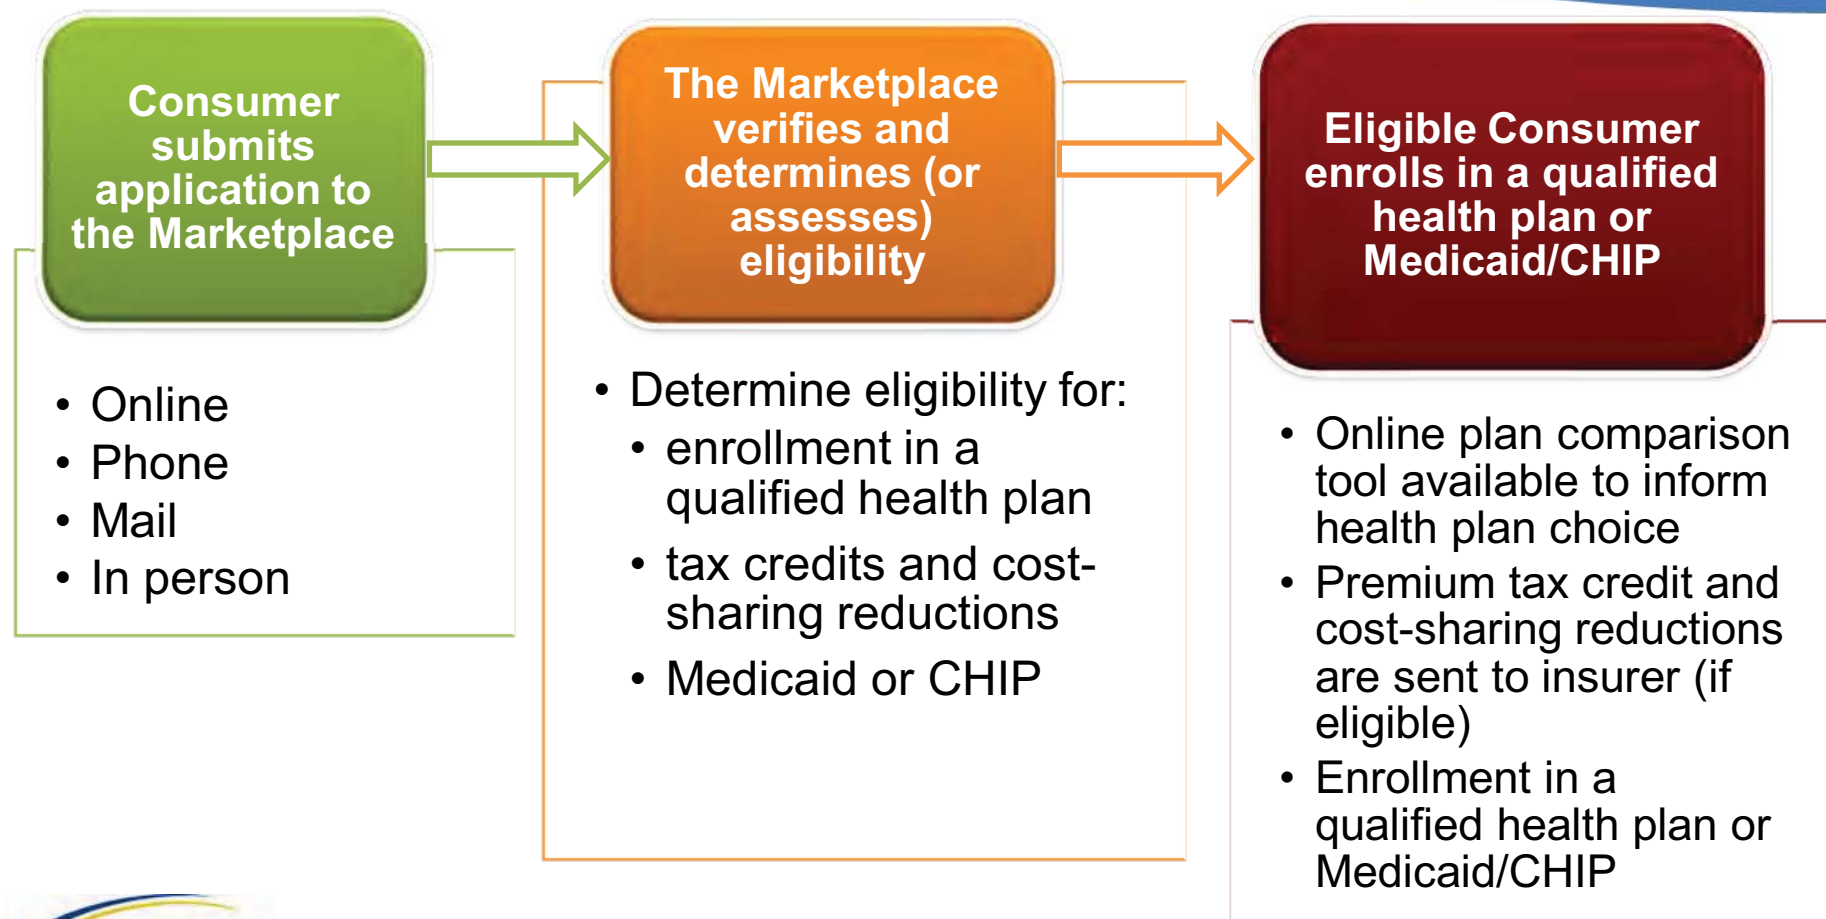 Consumer
submits
application to
the Marketplace
• Online
• Phone
• Mail
• In person
The Marketplace
verifies and
determines (or
assesses)
eligibility
• Determine eligibility for:
• enrollment in a
qualified health plan
• tax credits and cost-
sharing reductions
• Medicaid or CHIP
Eligible Consumer
enrolls in a qualified
health plan or
Medicaid/CHIP
• Online plan comparison
tool available to inform
health plan choice
• Premium tax credit and
cost-sharing reductions
are sent to insurer (if
eligible)
• Enrollment in a
qualified health plan or
Medicaid/CHIP